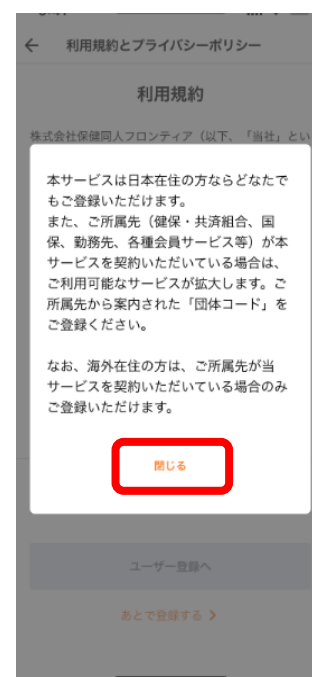 ← 利用規約とプライバシーポリシー
利用規約
株式会社保健同人フロンティア（以下、「当社」とい
本サービスは日本在住の方ならどなたで
もご登録いただけます。
また、ご所属先（健保・共済組合、国
保、勤務先、各種会員サービス等）が本
サービスを契約いただいている場合は、
ご利用可能なサービスが拡大します。ご
所属先から案内された「団体コード」を
ご登録ください。
なお、海外在住の方は、ご所属先が当
サービスを契約いただいている場合のみ
ご登録いただけます。
閉じる
ユーザー登録へ
あとで登録する >